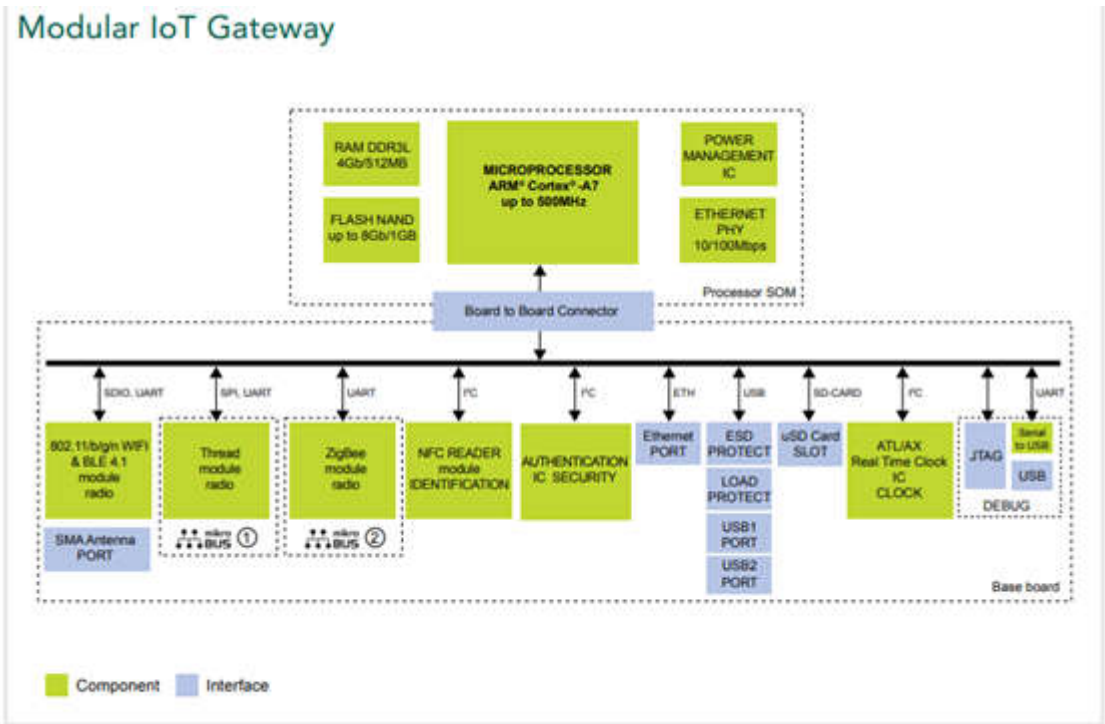 Modular IoT Gateway
RAM DDR3L
4Gb/512MB
MICROPROCESSOR
ARM® Cortex®-A7
up to 500MHz
POWER
MANAGEMENT
IC
FLASH NAND
up to 8Gb/1GB
ETHERNET
PHY
10/100Mbps
Processor SOM
Board to Board Connector
SDIO, UART
SPI, UART
UART
I²C
I²C
ETH
USB
SD-CARD
I²C
UART
802.11/b/g/n WIFI
& BLE 4.1
module
radio
Thread
module
radio
ZigBee
module
radio
NFC READER
module
IDENTIFICATION
AUTHENTICATION
IC SECURITY
Ethernet
PORT
ESD
PROTECT
uSD Card
SLOT
ATL/AX
Real Time Clock
IC
CLOCK
JTAG
Serial
to USB
USB
DEBUG
LOAD
PROTECT
USB1
PORT
USB2
PORT
SMA Antenna
PORT
mikro
BUS 1
mikro
BUS 2
Base board
Component
Interface